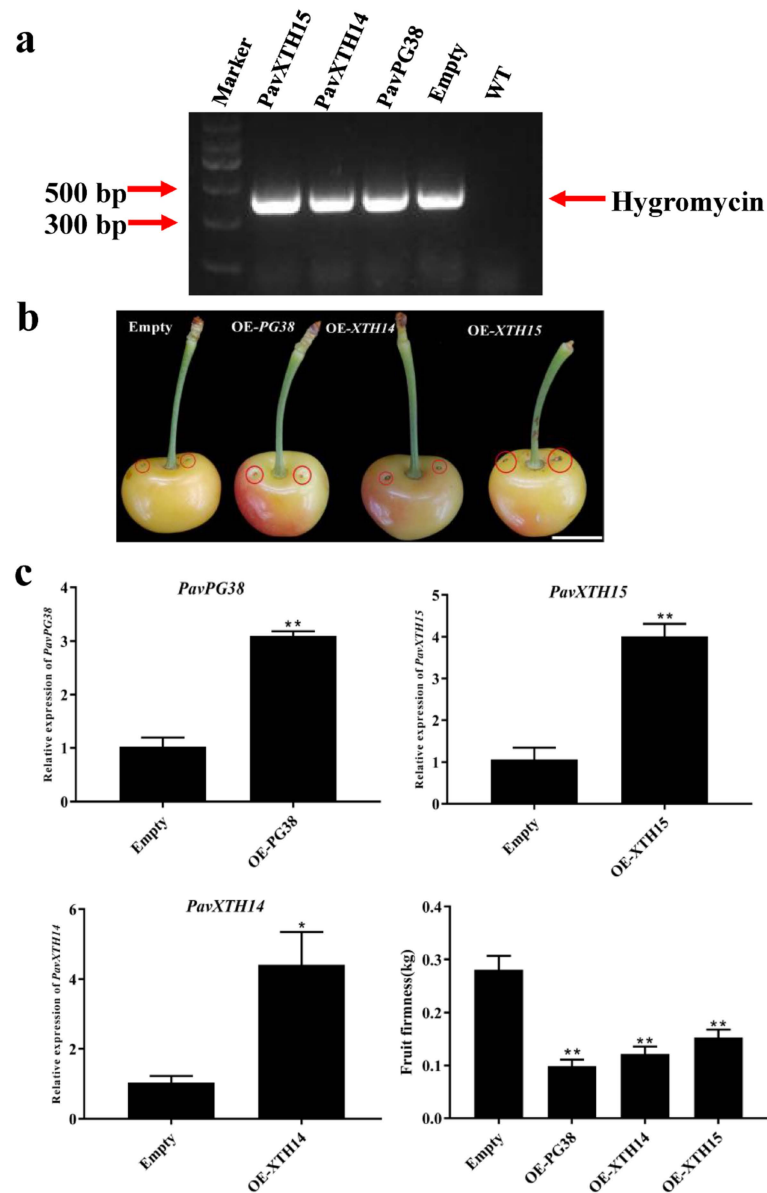 a
Marker
PavXTH15
PavXTH14
PavPG38
Empty
WT
500 bp
300 bp
Hygromycin
b
Empty
OE-PG38
OE-XTH14
OE-XTH15
c
PavPG38
Relative expression of PavPG38
4
3
2
1
0
**
Empty
OE-PG38
PavXTH15
Relative expression of PavXTH15
5
4
3
2
1
0
**
Empty
OE-XTH15
PavXTH14
Relative expression of PavXTH14
6
4
2
0
*
Empty
OE-XTH14
Fruit firmness(kg)
0.4
0.3
0.2
0.1
0.0
**
**
**
Empty
OE-PG38
OE-XTH14
OE-XTH15